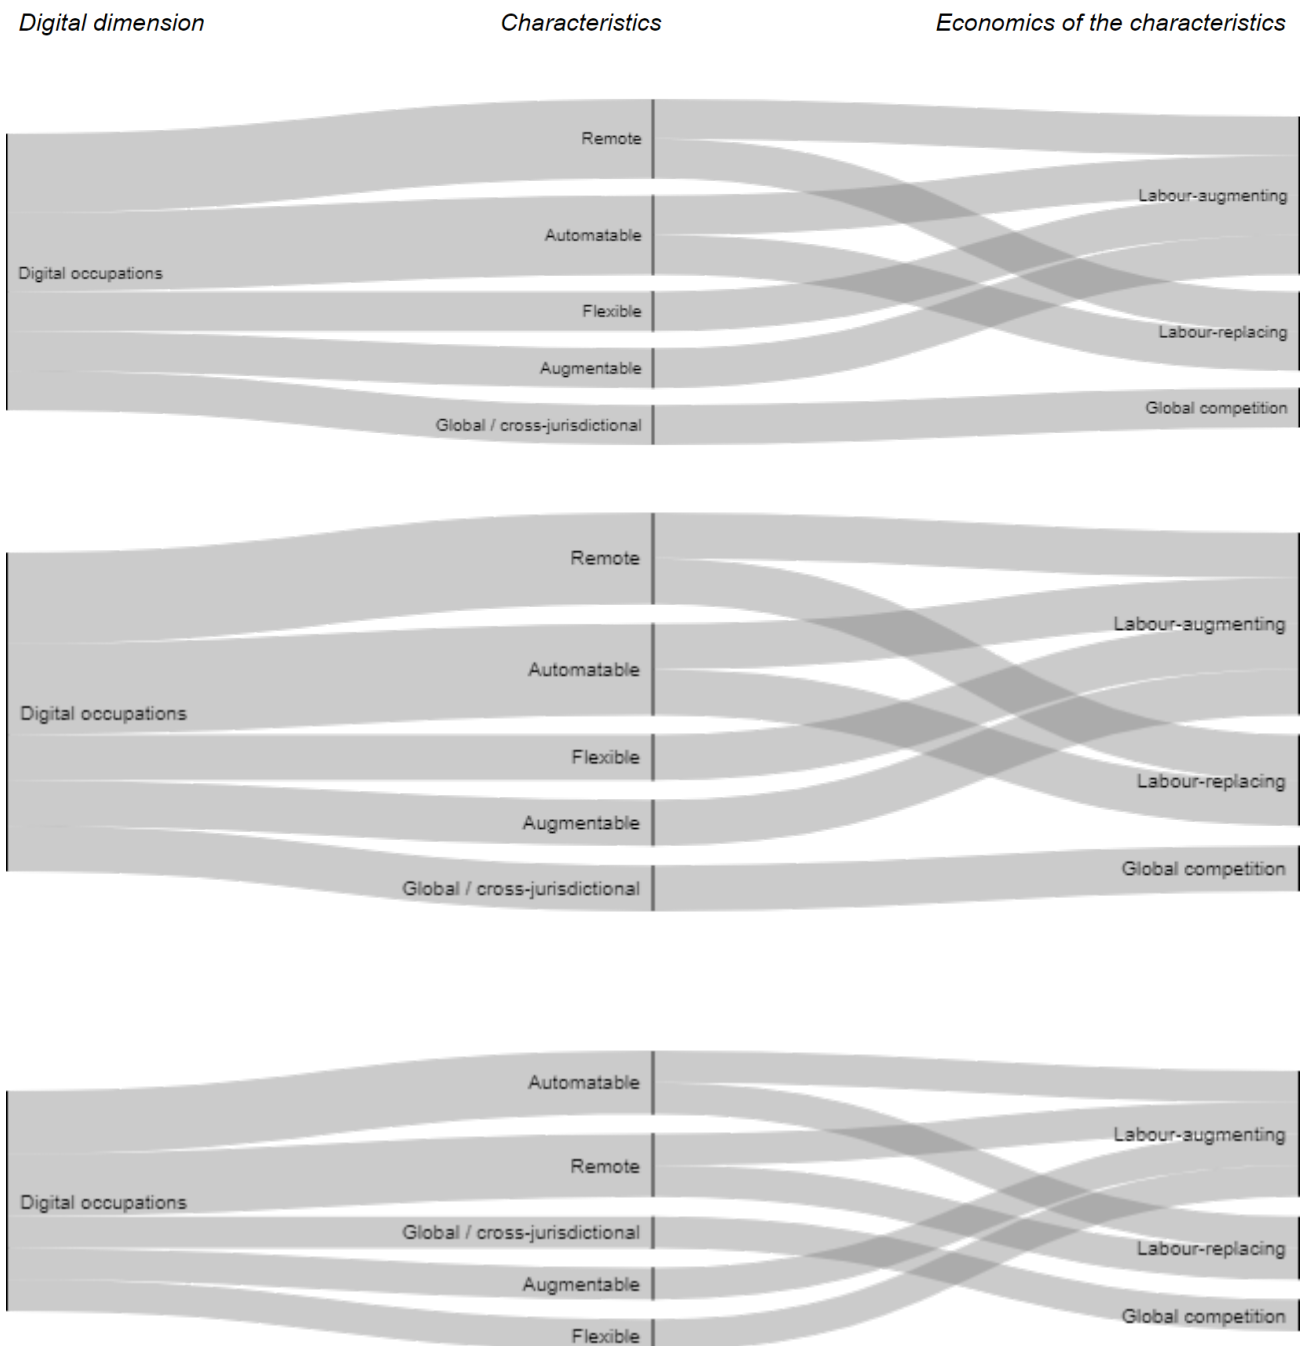 Digital dimension Characteristics Economics of the characteristics
Remote
Automatable
Flexible
Augmentable
Global / cross-jurisdictional
Digital occupations
Labour-augmenting
Labour-replacing
Global competition
Remote
Automatable
Flexible
Augmentable
Global / cross-jurisdictional
Digital occupations
Labour-augmenting
Labour-replacing
Global competition
Automatable
Remote
Global / cross-jurisdictional
Augmentable
Flexible
Digital occupations
Labour-augmenting
Labour-replacing
Global competition